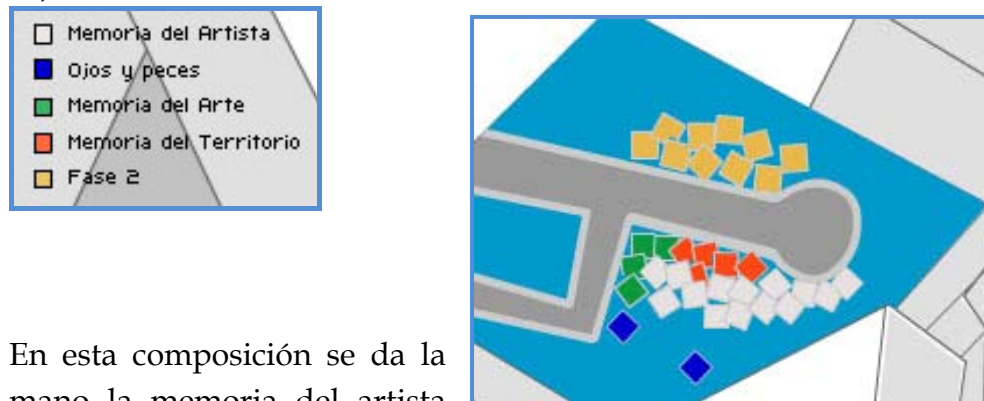 Memoria del Artista
Ojos y peces
Memoria del Arte
Memoria del Territorio
Fase 2
En esta composición se da la
mano la memoria del artista